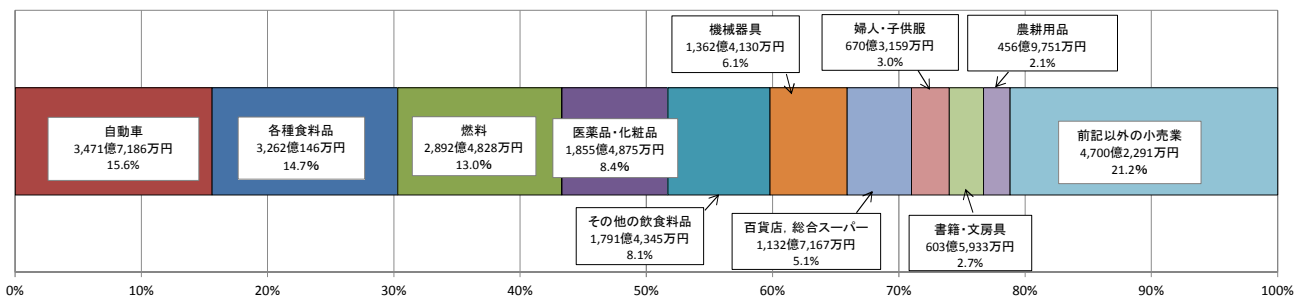 機械器具
1,362億4,130万円
6.1%
婦人・子供服
670億3,159万円
3.0%
農耕用品
456億9,751万円
2.1%
自動車
3,471億7,186万円
15.6%
各種食料品
3,262億146万円
14.7%
燃料
2,892億4,828万円
13.0%
医薬品・化粧品
1,855億4,875万円
8.4%
前記以外の小売業
4,700億2,291万円
21.2%
その他の飲食料品
1,791億4,345万円
8.1%
百貨店，総合スーパー
1,132億7,167万円
5.1%
書籍・文房具
603億5,933万円
2.7%
0% 10% 20% 30% 40% 50% 60% 70% 80% 90% 100%